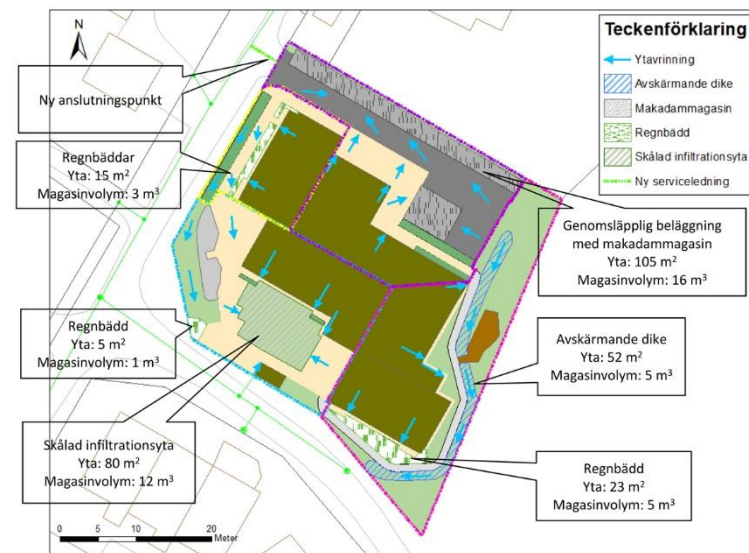 N
Ny anslutningspunkt
Regnbäddar
Yta: 15 m²
Magasinvolym: 3 m³
Regnbädd
Yta: 5 m²
Magasinvolym: 1 m³
Skålad infiltrationsyta
Yta: 80 m²
Magasinvolym: 12 m³
0 5 10 20
Meter
Teckenförklaring
Ytavrinning
Avskärmande dike
Makadammagasin
Regnbädd
Skålad infiltrationsyta
Ny serviceledning
Genomsläpplig beläggning
med makadammagasin
Yta: 105 m²
Magasinvolym: 16 m³
Avskärmande dike
Yta: 52 m²
Magasinvolym: 5 m³
Regnbädd
Yta: 23 m²
Magasinvolym: 5 m³